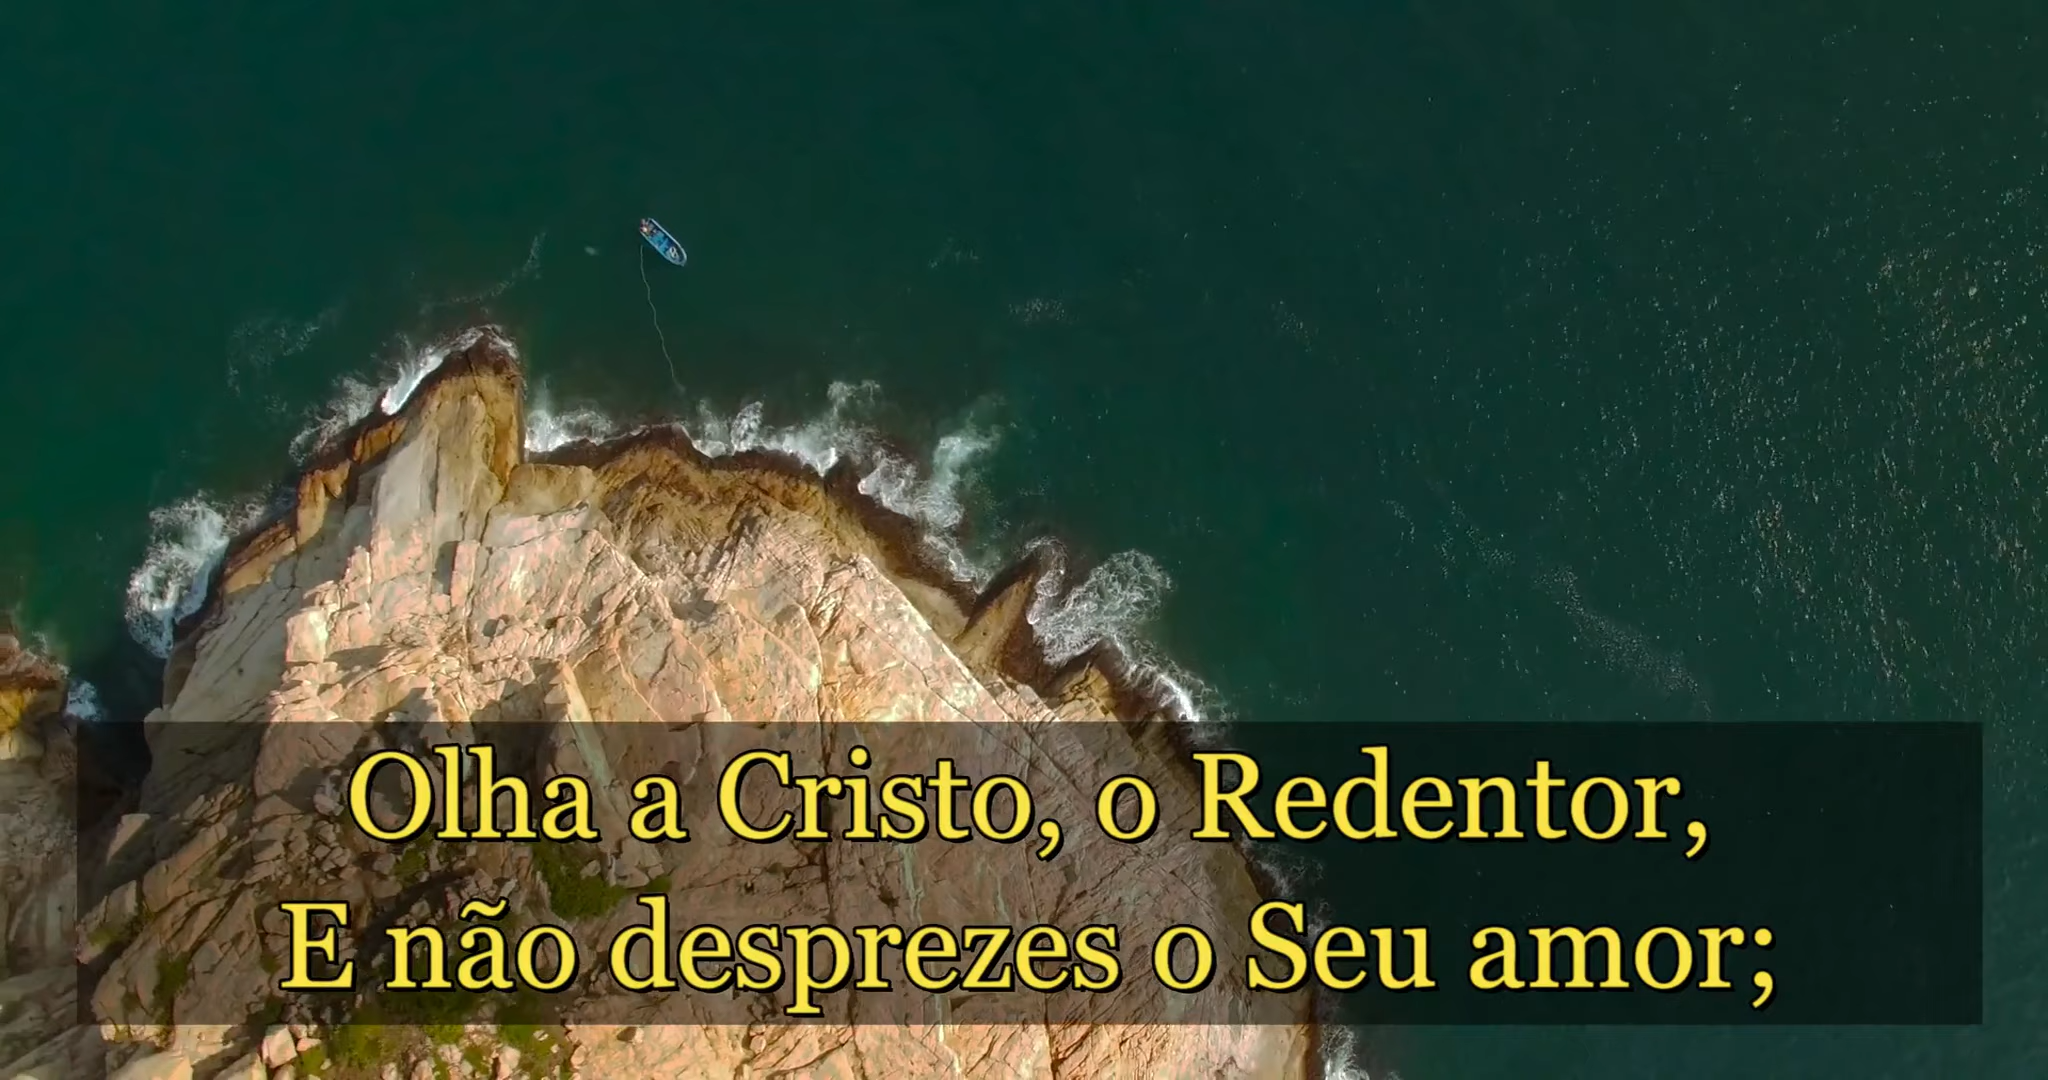 Olha a Cristo, o Redentor,
E não desprezes o Seu amor;